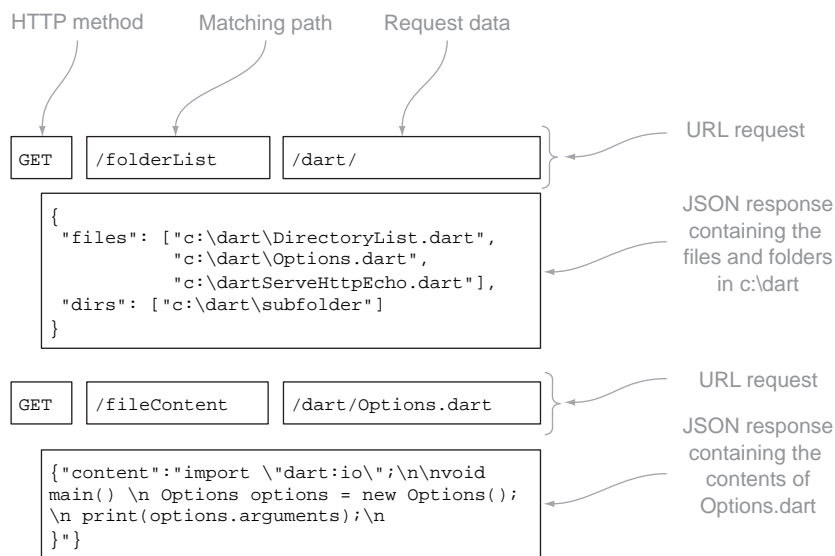 HTTP method
Matching path
Request data
GET
/folderList
/dart/
URL request
{
"files": ["c:\dart\DirectoryList.dart",
"c:\dart\Options.dart",
"c:\dartServeHttpEcho.dart"],
"dirs": ["c:\dart\subfolder"]
}
JSON response
containing the
files and folders
in c:\dart
GET
/fileContent
/dart/Options.dart
URL request
{"content":"import \"dart:io\";\n\nvoid
main() \n Options options = new Options();
\n print(options.arguments);\n
}"}
JSON response
containing the
contents of
Options.dart